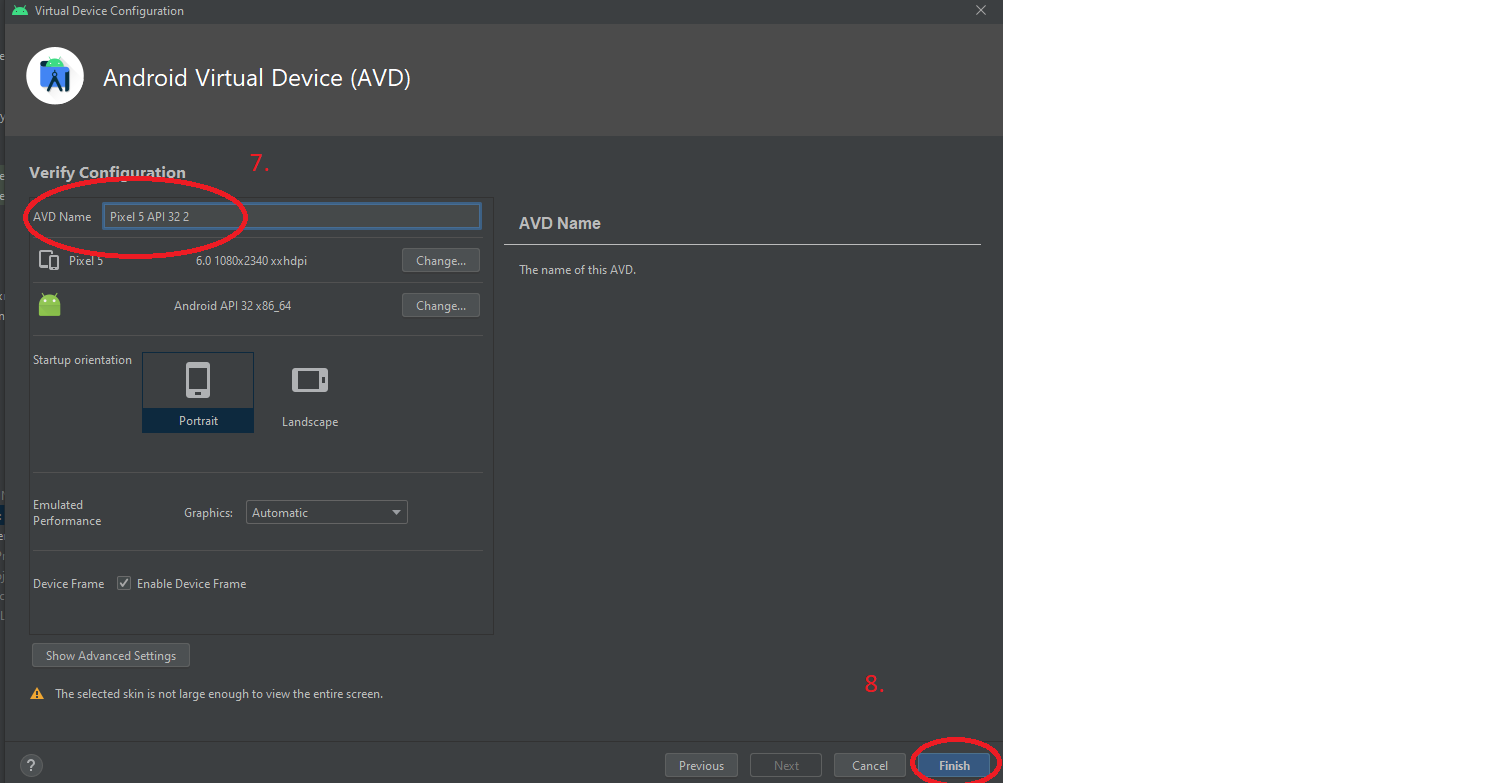 Virtual Device Configuration
Android Virtual Device (AVD)
Verify Configuration
7.
AVD Name Pixel 5 API 32 2
Pixel 5 6.0 1080x2340 xxhdpi Change...
Android API 32 x86_64 Change...
Startup orientation
Portrait
Landscape
Emulated
Performance
Graphics: Automatic
Device Frame Enable Device Frame
Show Advanced Settings
The selected skin is not large enough to view the entire screen.
AVD Name
The name of this AVD.
8.
? Previous Next Cancel Finish